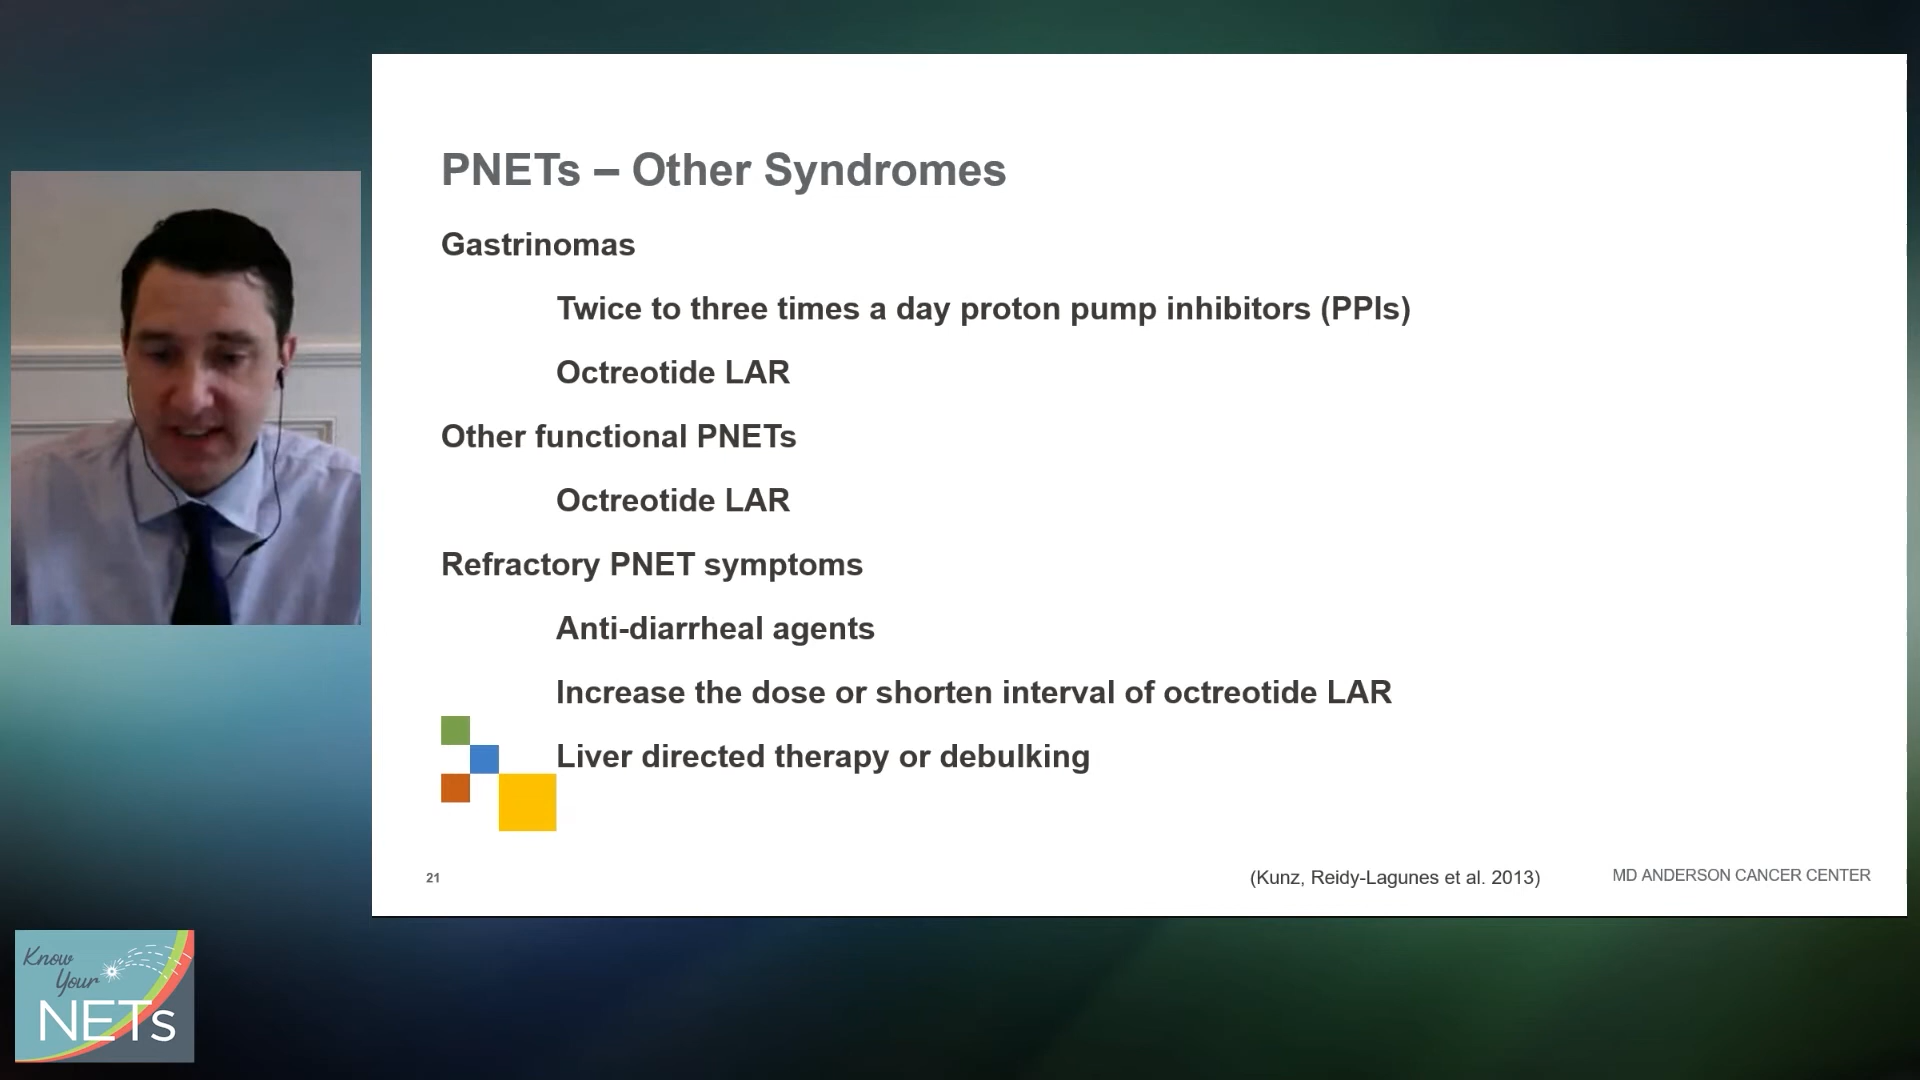 PNETs – Other Syndromes
Gastrinomas
Twice to three times a day proton pump inhibitors (PPIs)
Octreotide LAR
Other functional PNETs
Octreotide LAR
Refractory PNET symptoms
Anti-diarrheal agents
Increase the dose or shorten interval of octreotide LAR
Liver directed therapy or debulking
21
(Kunz, Reidy-Lagunes et al. 2013)
MD ANDERSON CANCER CENTER
Know
Your
NETs